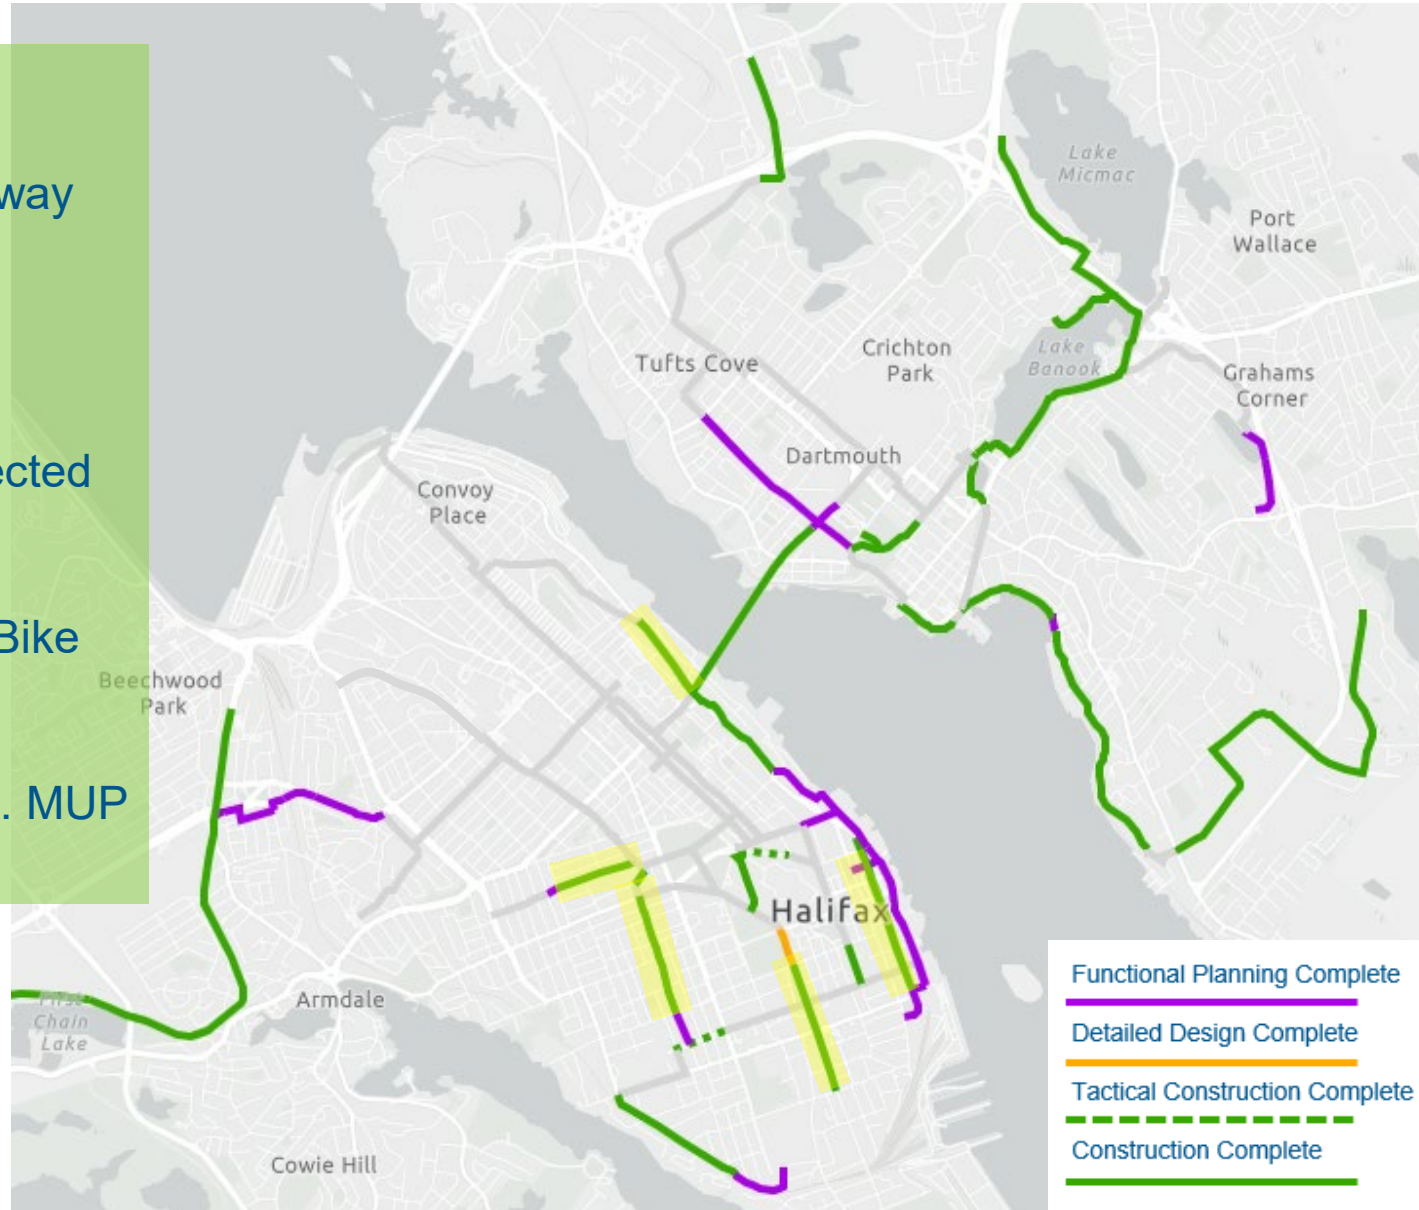 way
ected
Bike
. MUP
Lake
Micmac
Port
Wallace
Tufts Cove
Crichton
Park
Lake
Banook
Grahams
Corner
Dartmouth
Convoy
Place
Beechwood
Park
Halifax
First
Chain
Lake
Armdale
Cowie Hill
Functional Planning Complete
Detailed Design Complete
Tactical Construction Complete
Construction Complete